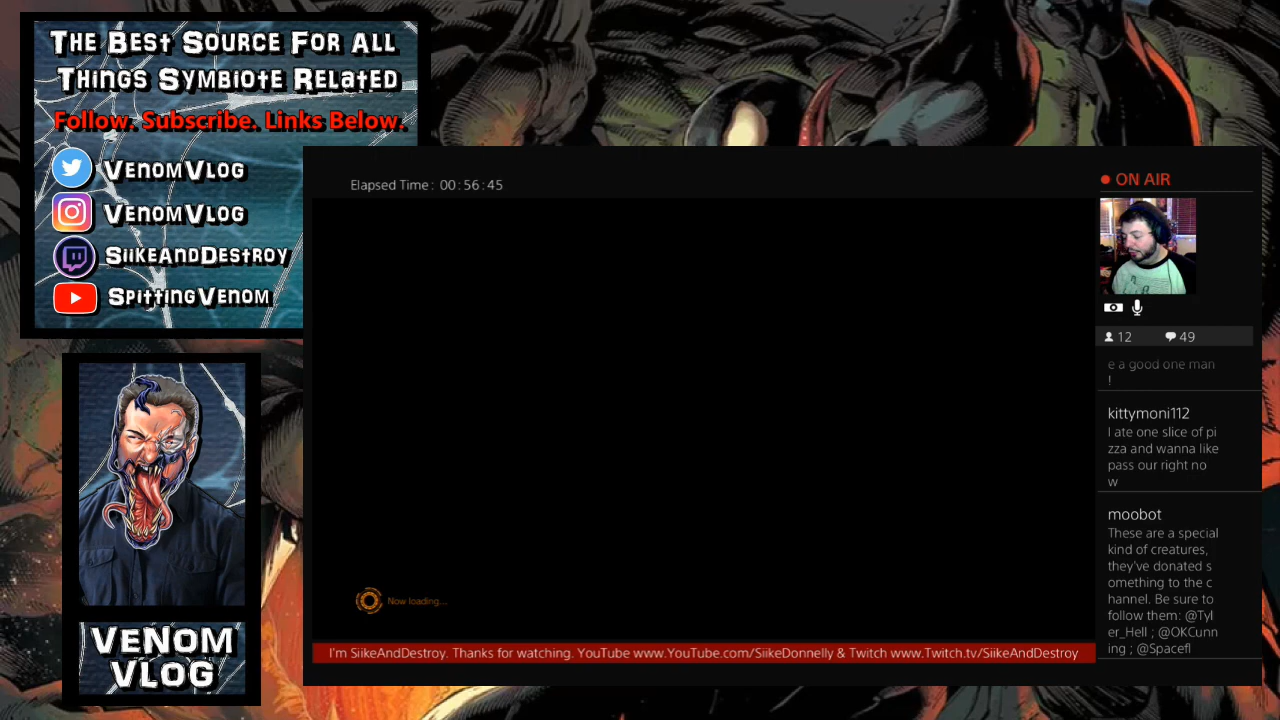 The Best Source For All
Things Symbiote Related
Follow. Subscribe. Links Below.
VenomVlog
VenomVlog
SiikeAndDestroy
SpittingVenom
VENOM
VLOG
Elapsed Time: 00:56:45
Now loading...
I'm SiikeAndDestroy. Thanks for watching. YouTube www.YouTube.com/SiikeDonnelly & Twitch www.Twitch.tv/SiikeAndDestroy
ON AIR
12 49
e a good one man
!
kittymoni112
I ate one slice of pi
zza and wanna like
pass our right no
w
moobot
These are a special
kind of creatures,
they've donated s
omething to the c
hannel. Be sure to
follow them: @Tyl
er_Hell ; @OKCunn
ing ; @Spacefl